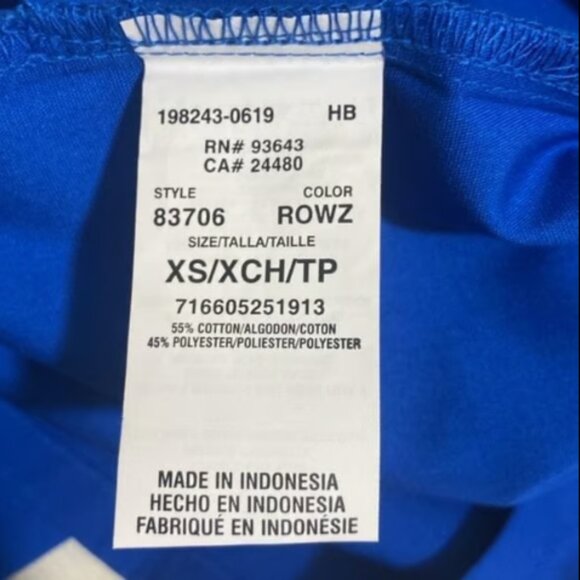 198243-0619 HB
RN# 93643
CA# 24480
STYLE COLOR
83706 ROWZ
SIZE/TALLA/TAILLE
XS/XCH/TP
716605251913
55% COTTON/ALGODON/COTON
45% POLYESTER/POLIESTER/POLYESTER
MADE IN INDONESIA
HECHO EN INDONESIA
FABRIQUÉ EN INDONÉSIE